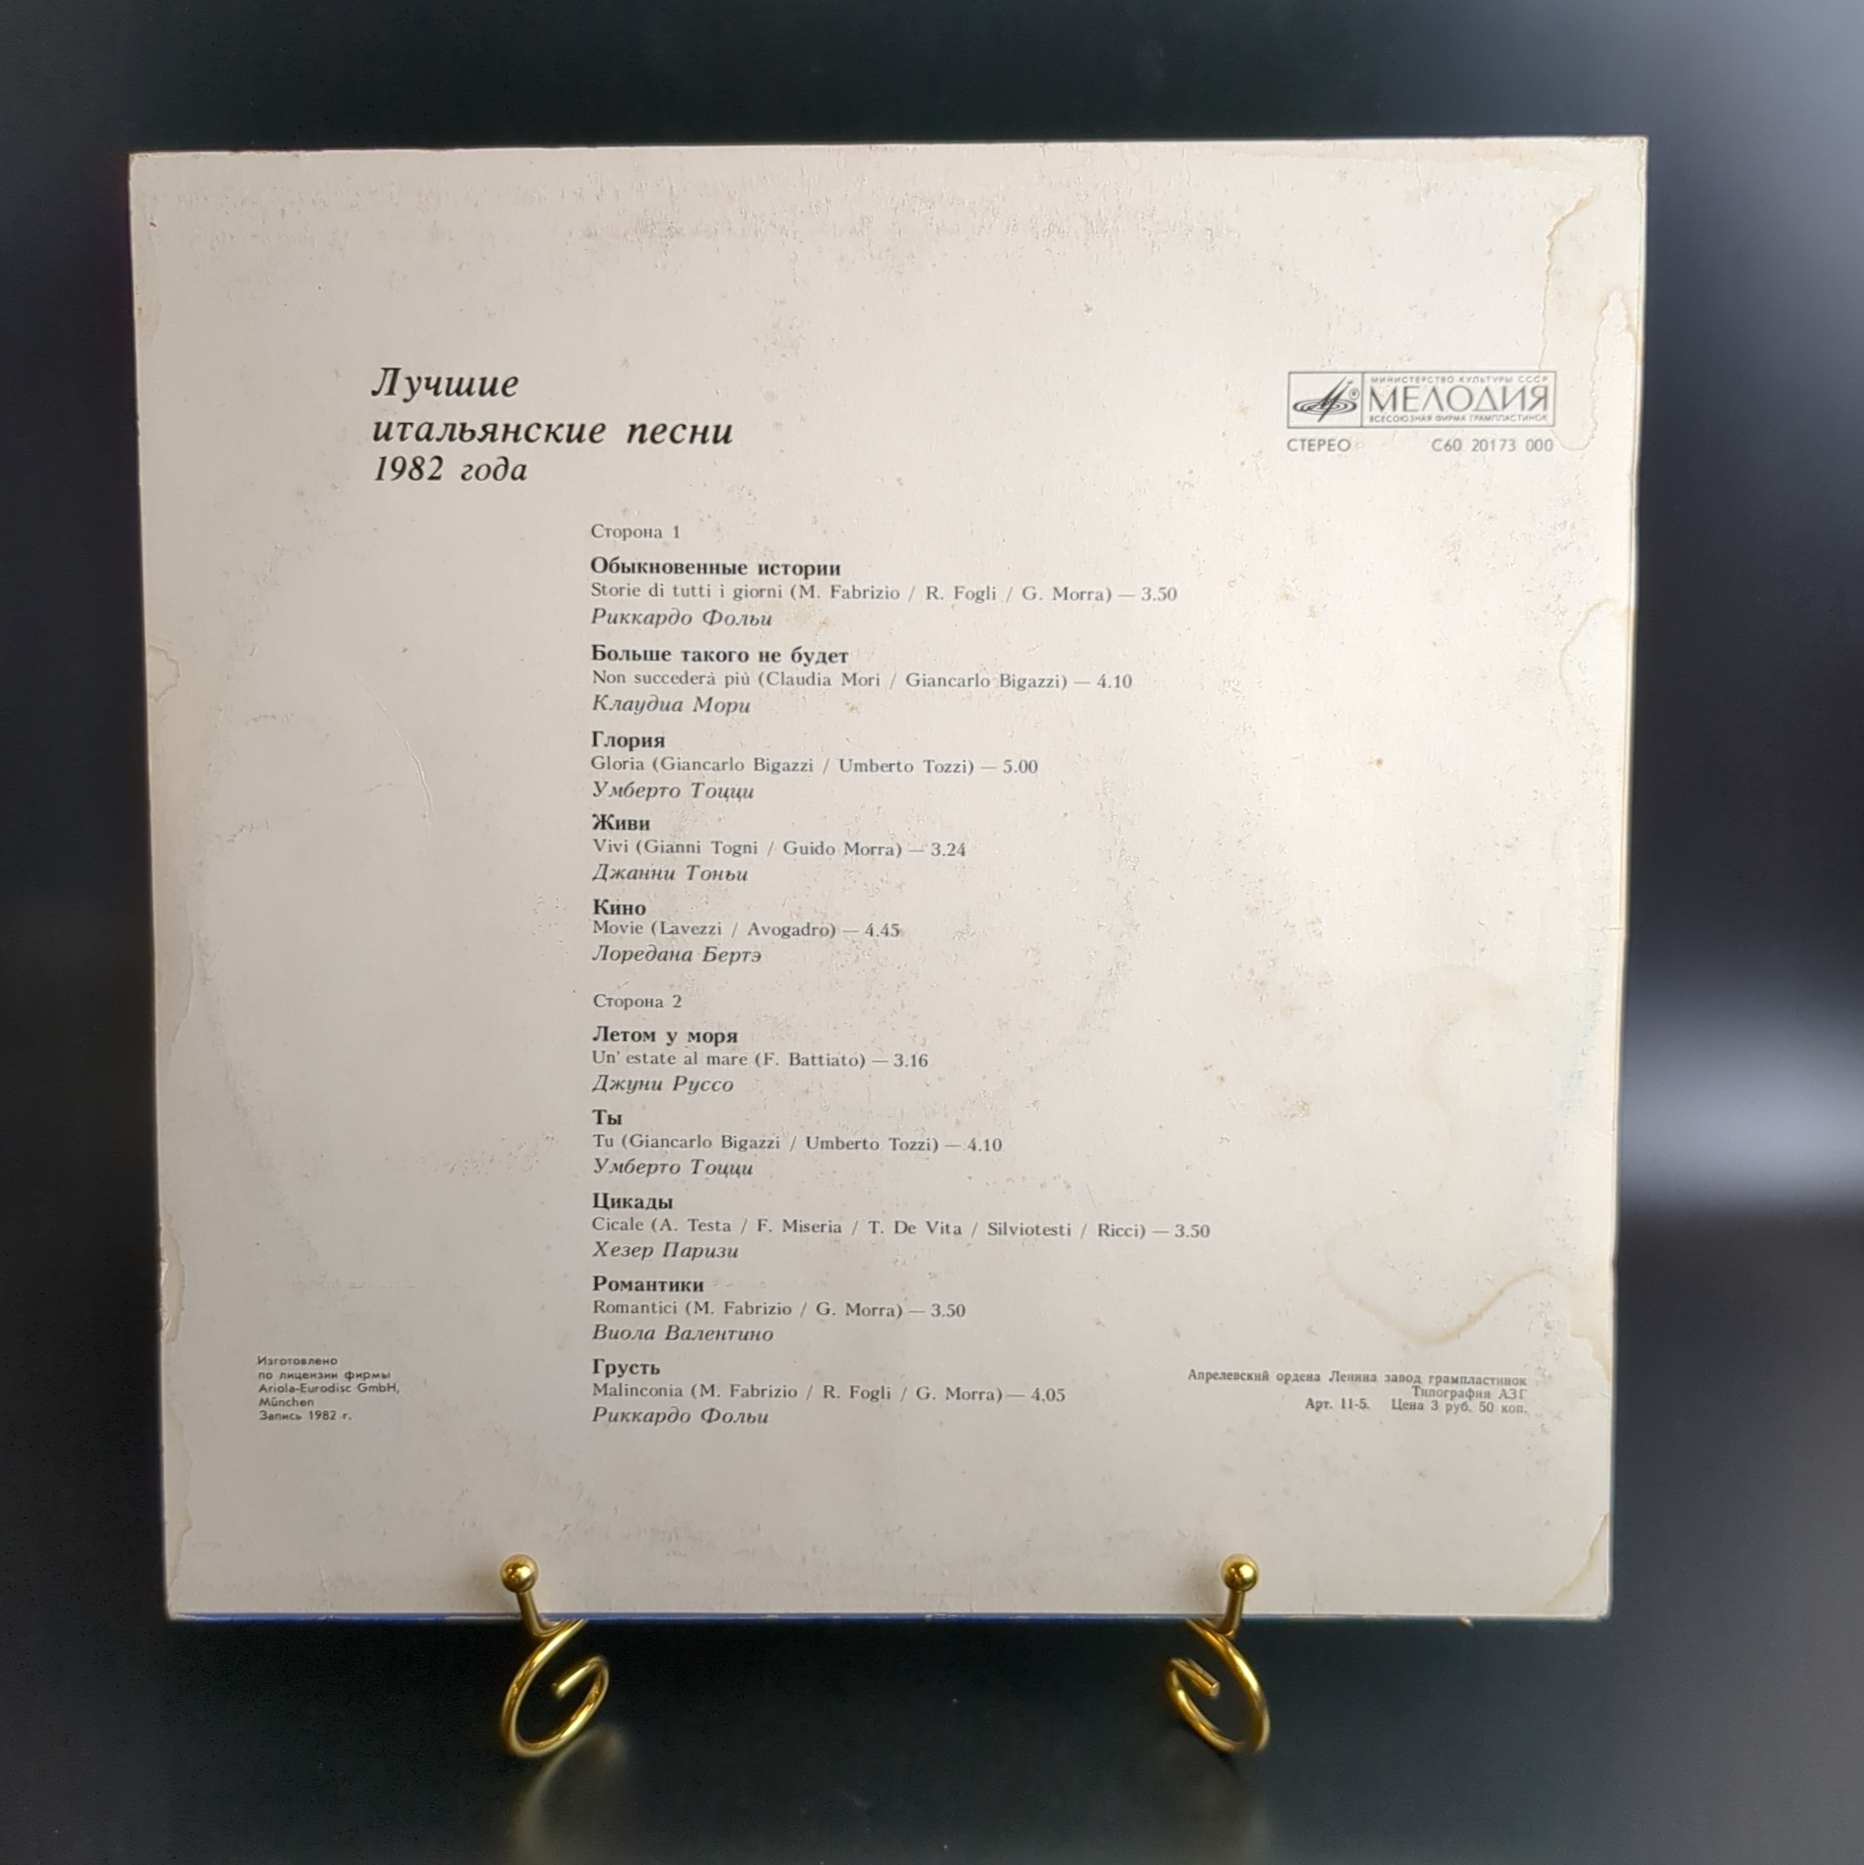 Лучшие
итальянские песни
1982 года
МИНИСТЕРСТВО КУЛЬТУРЫ СССР
МЕЛОДИЯ
ВСЕСОЮЗНАЯ ФИРМА ГРАМПЛАСТИНОК
СТЕРЕО С60 20173 000
Сторона 1
Обыкновенные истории
Storie di tutti i giorni (M. Fabrizio / R. Fogli / G. Morra) — 3.50
Риккардо Фольи
Больше такого не будет
Non succederà più (Claudia Mori / Giancarlo Bigazzi) — 4.10
Клаудиа Мори
Глория
Gloria (Giancarlo Bigazzi / Umberto Tozzi) — 5.00
Умберто Тоцци
Живи
Vivi (Gianni Togni / Guido Morra) — 3.24
Джанни Тоньи
Кино
Movie (Lavezzi / Avogadro) — 4.45
Лоредана Бертэ
Сторона 2
Летом у моря
Un' estate al mare (F. Battiato) — 3.16
Джуни Руссо
Ты
Tu (Giancarlo Bigazzi / Umberto Tozzi) — 4.10
Умберто Тоцци
Цикады
Cicale (A. Testa / F. Miseria / T. De Vita / Silviotesti / Ricci) — 3.50
Хезер Паризи
Романтики
Romantici (M. Fabrizio / G. Morra) — 3.50
Виола Валентино
Грусть
Malinconia (M. Fabrizio / R. Fogli / G. Morra) — 4.05
Риккардо Фольи
Изготовлено
по лицензии фирмы
Ariola-Eurodisc GmbH,
München
Запись 1982 г.
Апрелевский ордена Ленина завод грампластинок
Типография АЗГ
Арт. 11-5. Цена 3 руб. 50 коп.